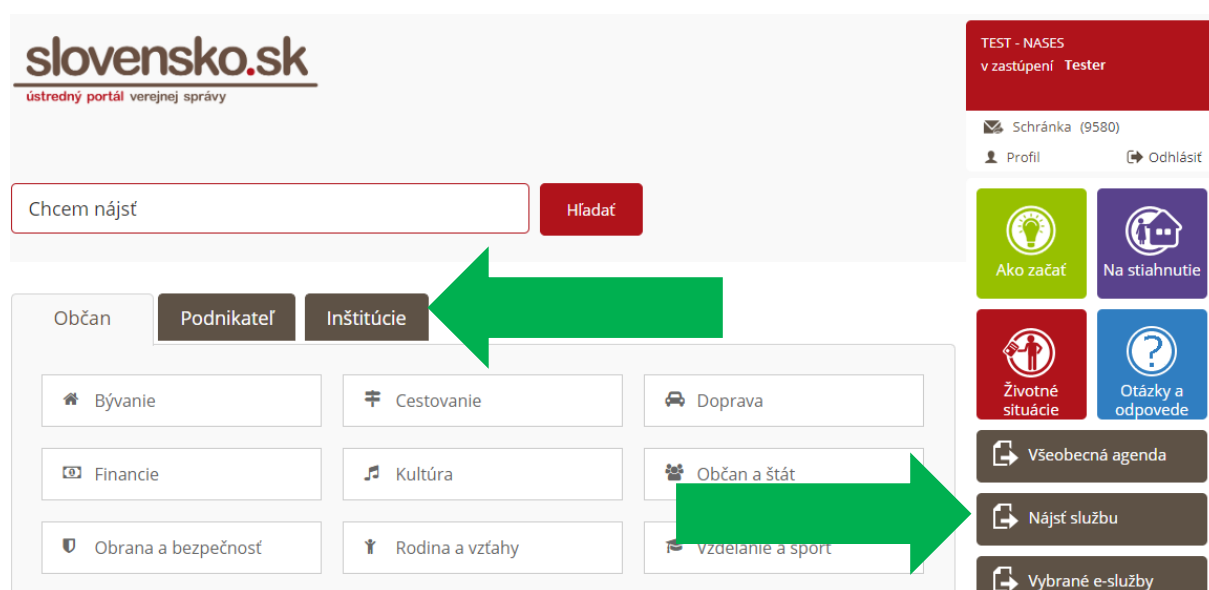 slovensko.sk
ústredný portál verejnej správy
TEST - NASES
v zastúpení Tester
Schránka (9580)
Profil
Odhlásiť
Chcem nájsť
Hľadať
Ako začať
Na stiahnutie
Občan
Podnikateľ
Inštitúcie
Životné
situácie
Otázky a
odpovede
Bývanie
Cestovanie
Doprava
Financie
Kultúra
Občan a štát
Obrana a bezpečnosť
Rodina a vzťahy
Vzdelanie a šport
Všeobecná agenda
Nájsť službu
Vybrané e-služby